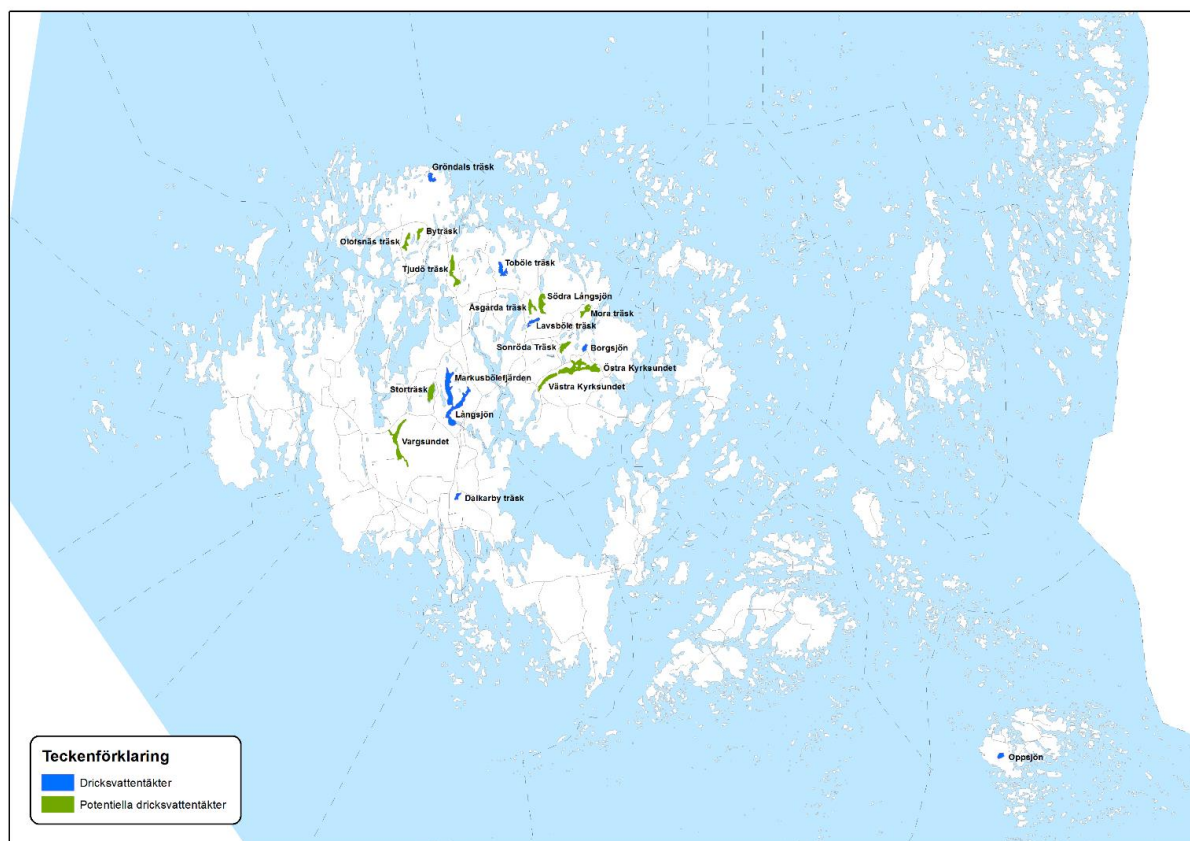 Gröndals träsk
Byträsk
Olofsnäs träsk
Toböle träsk
Tjudö träsk
Södra Långsjön
Åsgårda träsk
Mora träsk
Lavsböle träsk
Sonröda Träsk
Borgsjön
Östra Kyrksundet
Markusbölefjärden
Västra Kyrksundet
Storträsk
Långsjön
Vargsundet
Dalkarby träsk
Oppsjön
Teckenförklaring
Dricksvattentäkter
Potentiella dricksvattentäkter